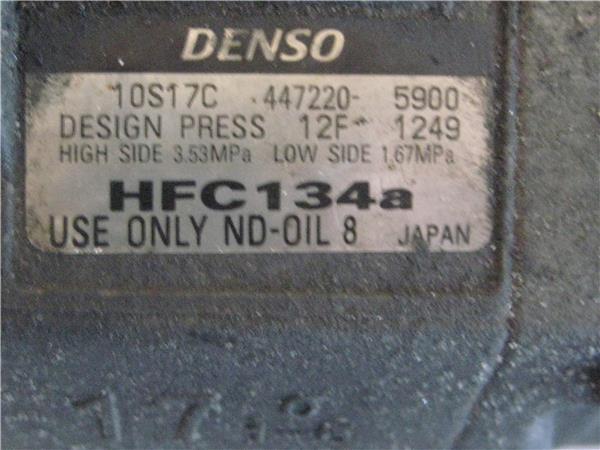 DENSO
10S17C 447220- 5900
DESIGN PRESS 12F 1249
HIGH SIDE 3.53MPa LOW SIDE 1.67MPa
HFC134a
USE ONLY ND-OIL 8 JAPAN
17